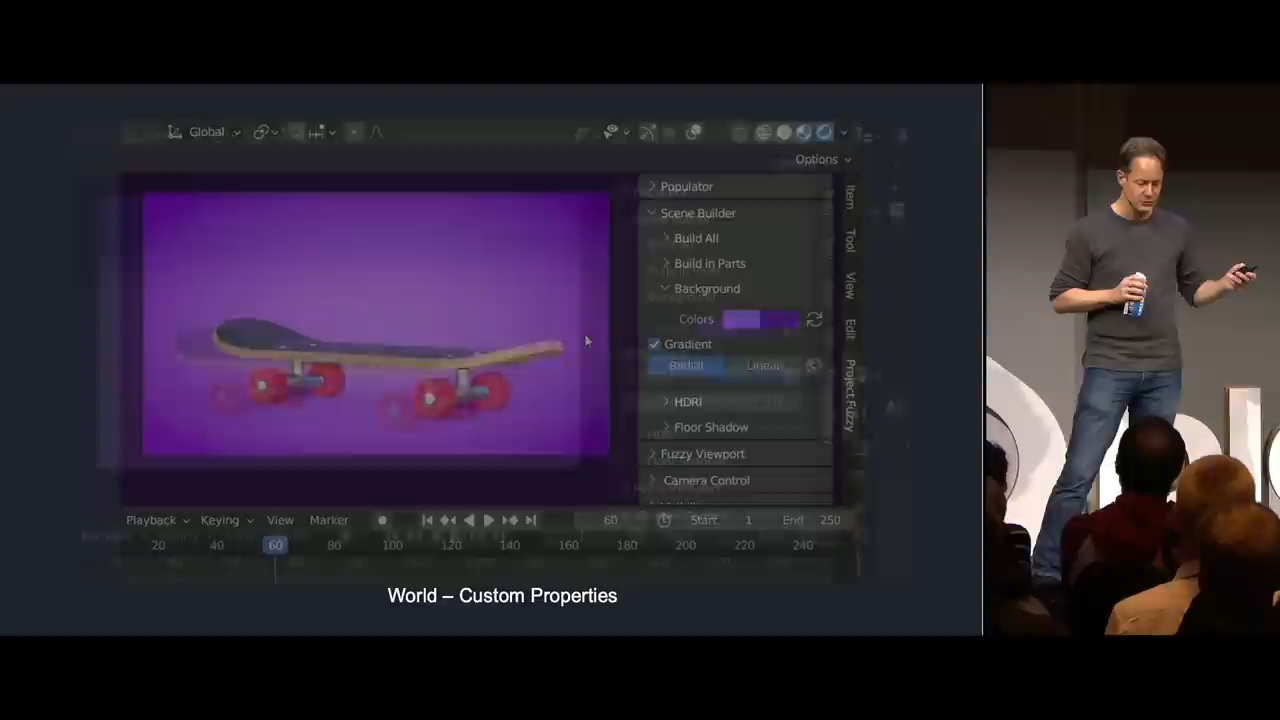 Global
Options
Populator
Scene Builder
Build All
Build in Parts
Background
Colors
Gradient
Radial Linear
HDRI
Floor Shadow
Fuzzy Viewport
Camera Control
Item
Tool
View
Edit
Project Fuzzy
Playback Keying View Marker 60 Start 1 End 250
20 40 60 80 100 120 140 160 180 200 220 240
World – Custom Properties